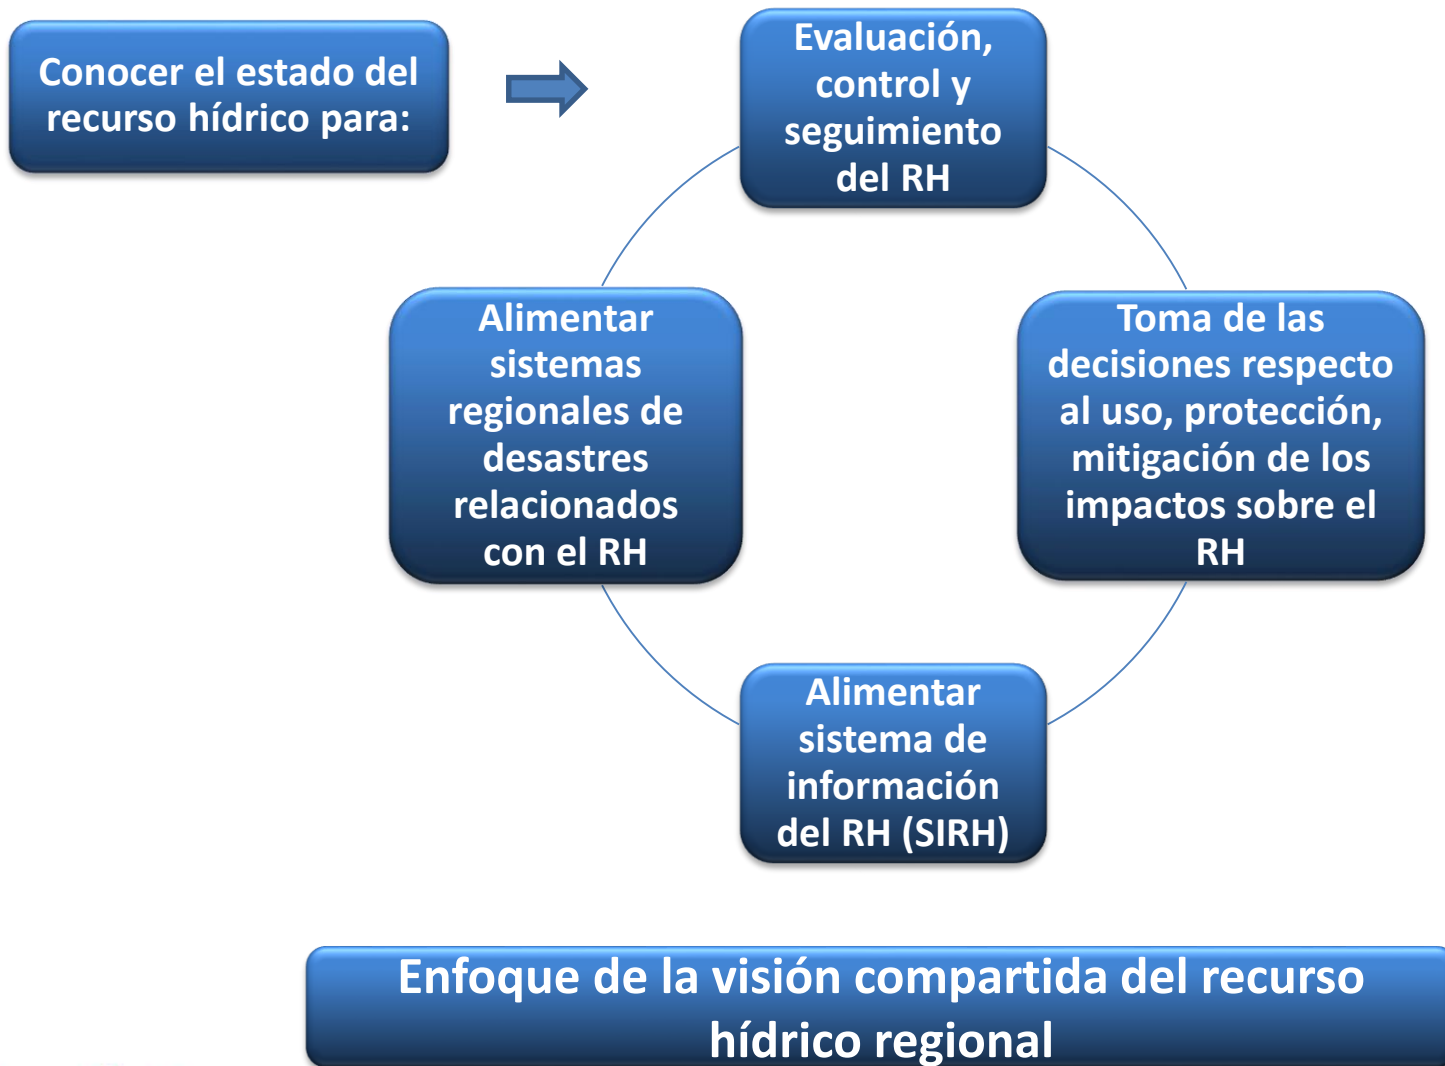 Conocer el estado del
recurso hídrico para:
Evaluación,
control y
seguimiento
del RH
Alimentar
sistemas
regionales de
desastres
relacionados
con el RH
Toma de las
decisiones respecto
al uso, protección,
mitigación de los
impactos sobre el
RH
Alimentar
sistema de
información
del RH (SIRH)
Enfoque de la visión compartida del recurso
hídrico regional